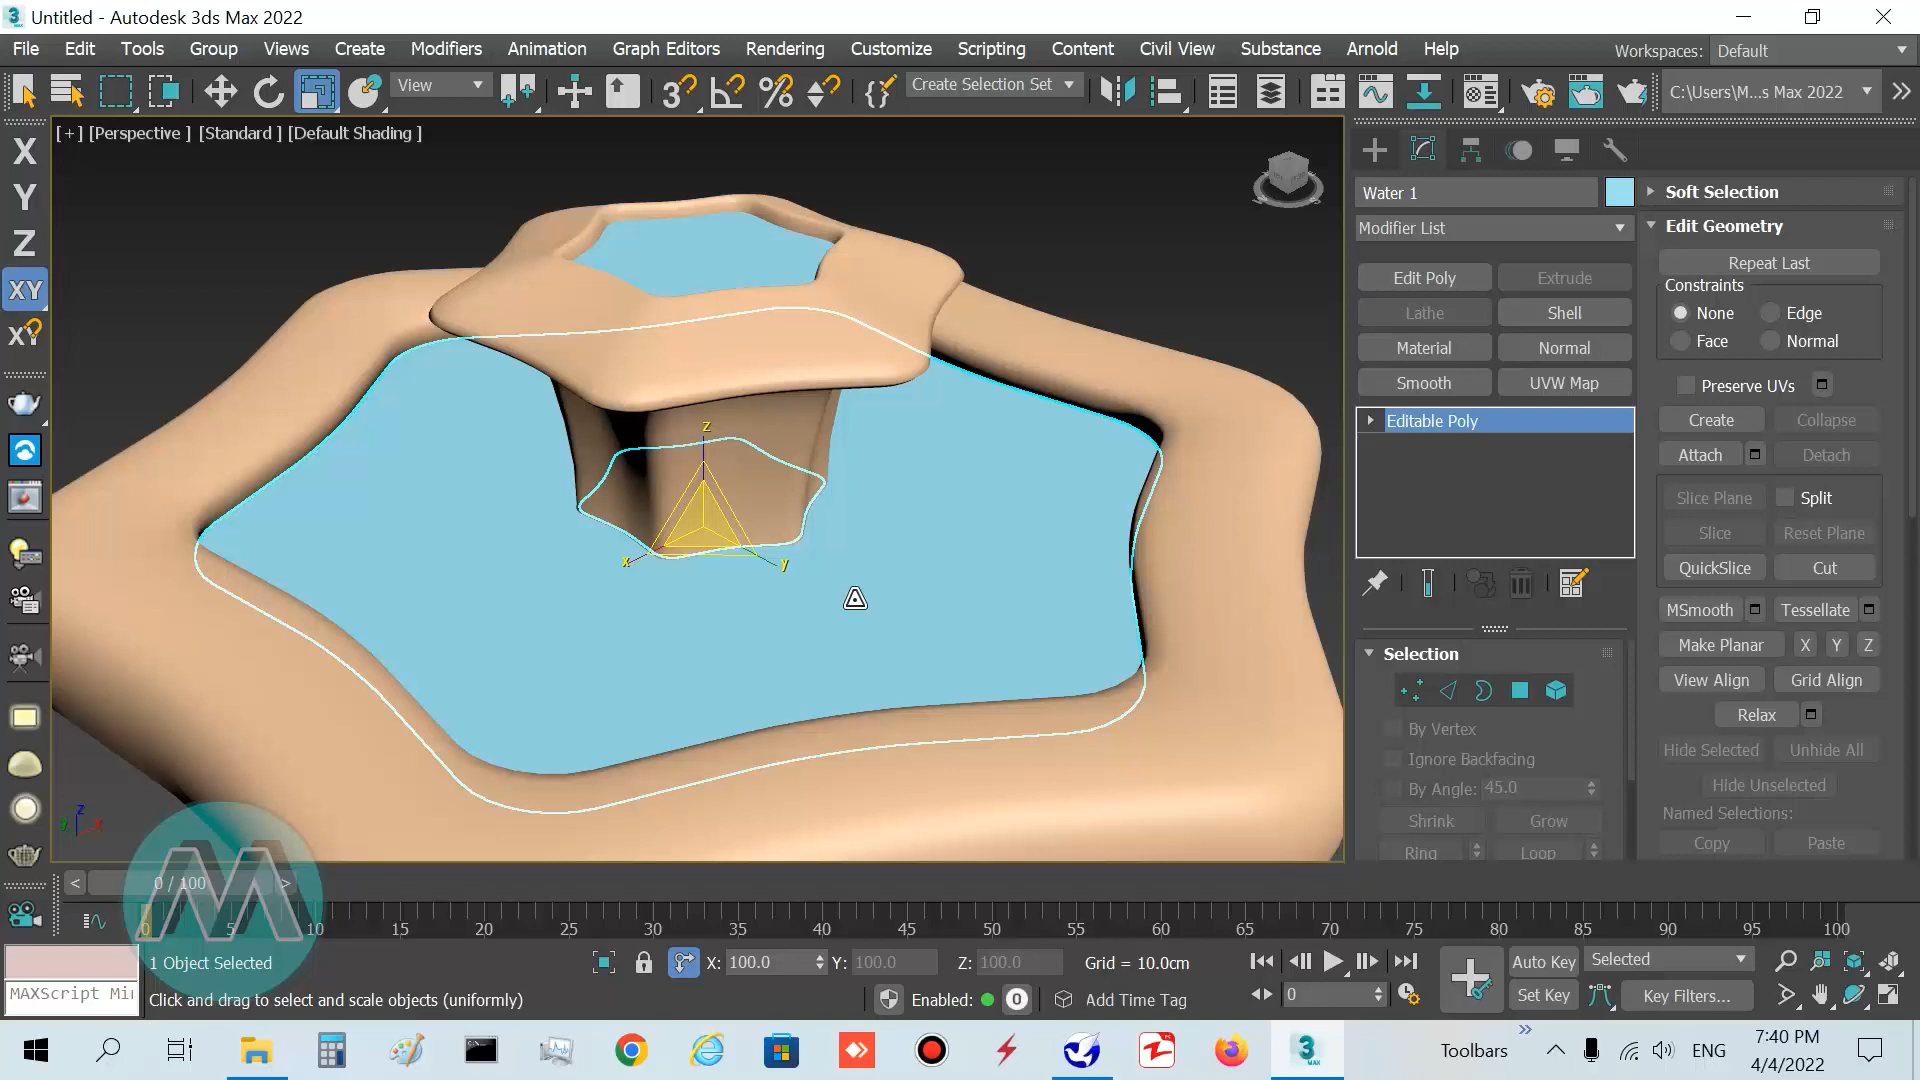 Untitled - Autodesk 3ds Max 2022
File Edit Tools Group Views Create Modifiers Animation Graph Editors Rendering Customize Scripting Content Civil View Substance Arnold Help
Workspaces: Default
View
Create Selection Set
C:\Users\M...s Max 2022
X
Y
Z
XY
XY
[+] [Perspective ] [Standard ] [Default Shading ]
z
x
y
Water 1
Modifier List
Edit Poly Extrude
Lathe Shell
Material Normal
Smooth UVW Map
Editable Poly
Selection
By Vertex
Ignore Backfacing
By Angle: 45.0
Shrink Grow
Ring Loop
Soft Selection
Edit Geometry
Repeat Last
Constraints
None Edge
Face Normal
Preserve UVs
Create Collapse
Attach Detach
Slice Plane Split
Slice Reset Plane
QuickSlice Cut
MSmooth Tessellate
Make Planar X Y Z
View Align Grid Align
Relax
Hide Selected Unhide All
Hide Unselected
Named Selections:
Copy Paste
z
< 0 / 100 >
0 5 10 15 20 25 30 35 40 45 50 55 60 65 70 75 80 85 90 95 100
1 Object Selected
X: 100.0 Y: 100.0 Z: 100.0 Grid = 10.0cm
Auto Key Selected
MAXScript Mi
Click and drag to select and scale objects (uniformly)
Enabled: 0 Add Time Tag
0
Set Key Key Filters...
Toolbars ENG
7:40 PM
4/4/2022